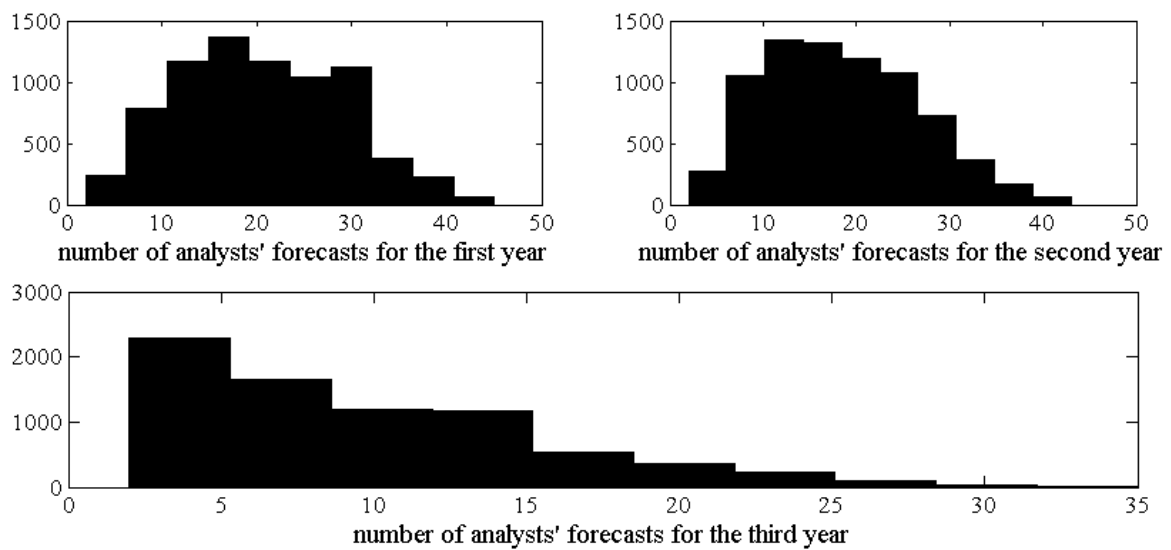 1500
1000
500
0
0 10 20 30 40 50
number of analysts' forecasts for the first year
1500
1000
500
0
0 10 20 30 40 50
number of analysts' forecasts for the second year
3000
2000
1000
0
0 5 10 15 20 25 30 35
number of analysts' forecasts for the third year